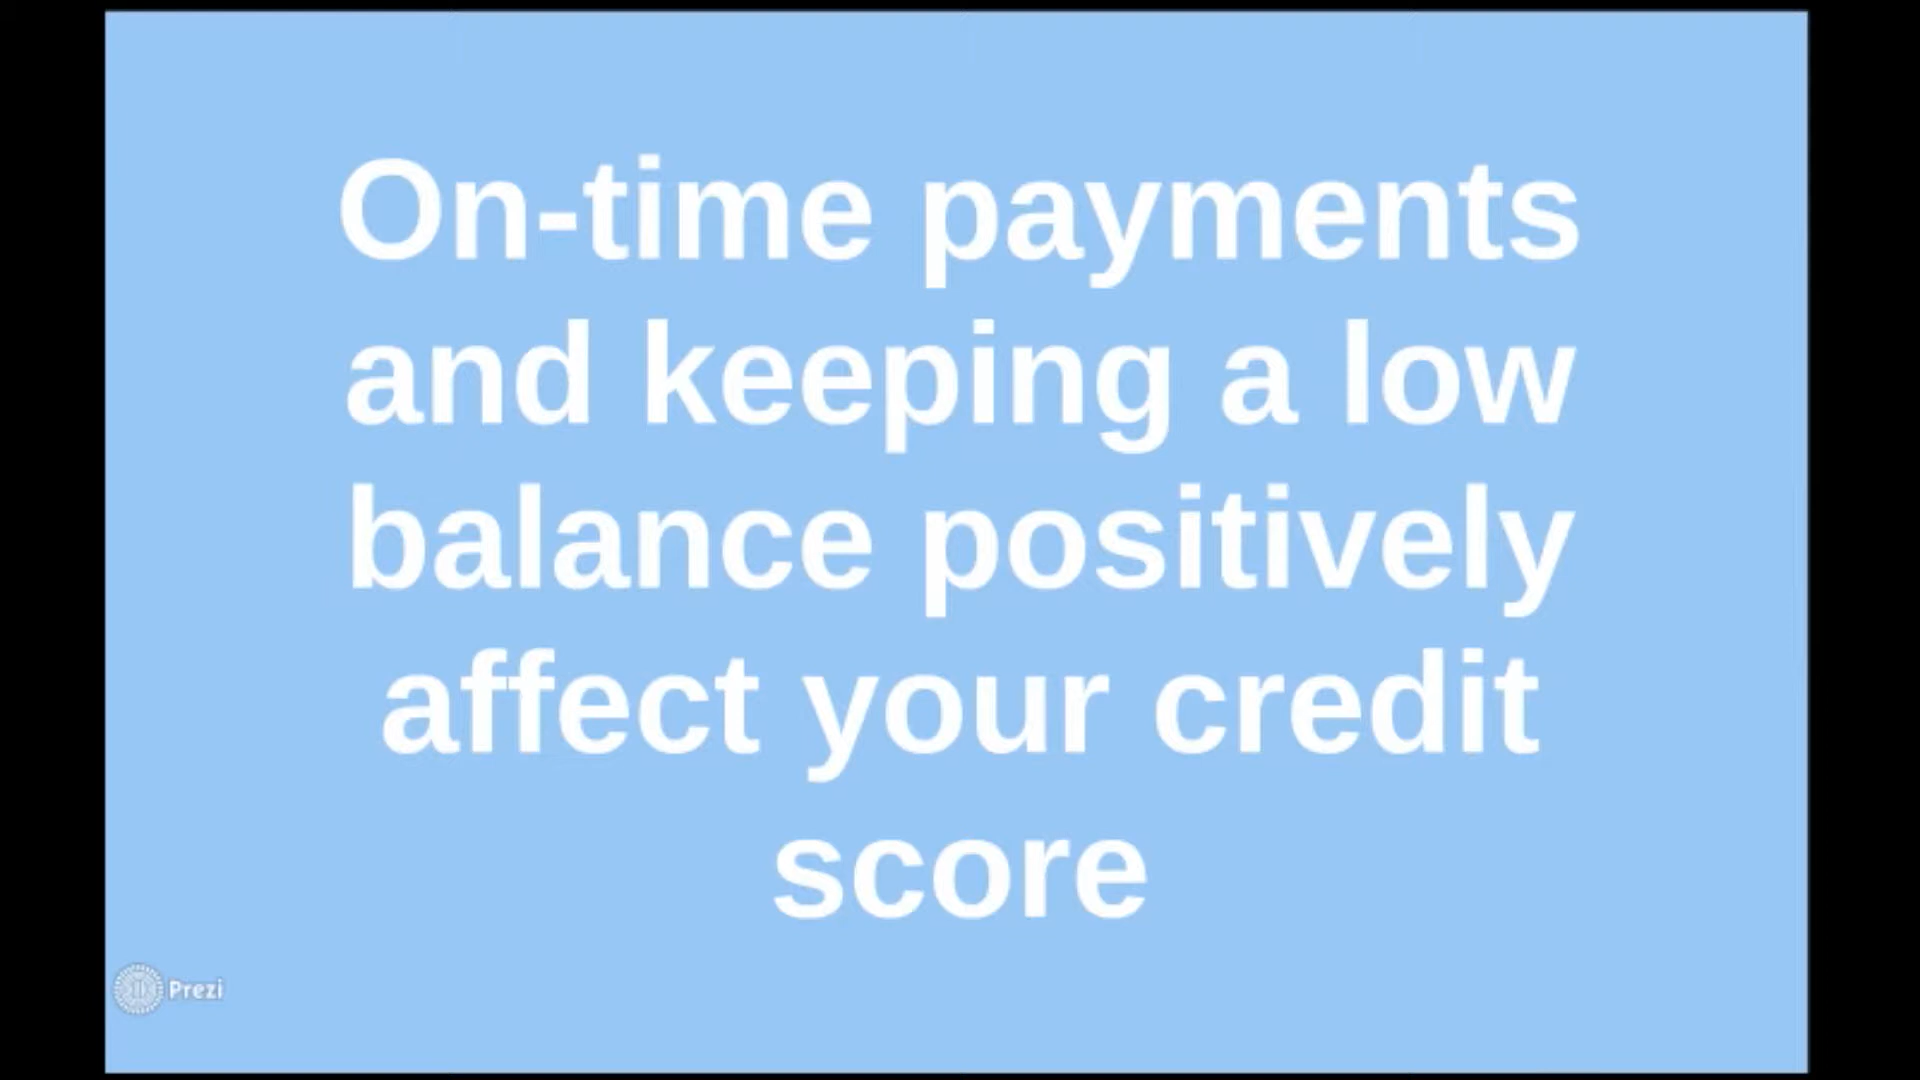 On-time payments
and keeping a low
balance positively
affect your credit
score
Prezi